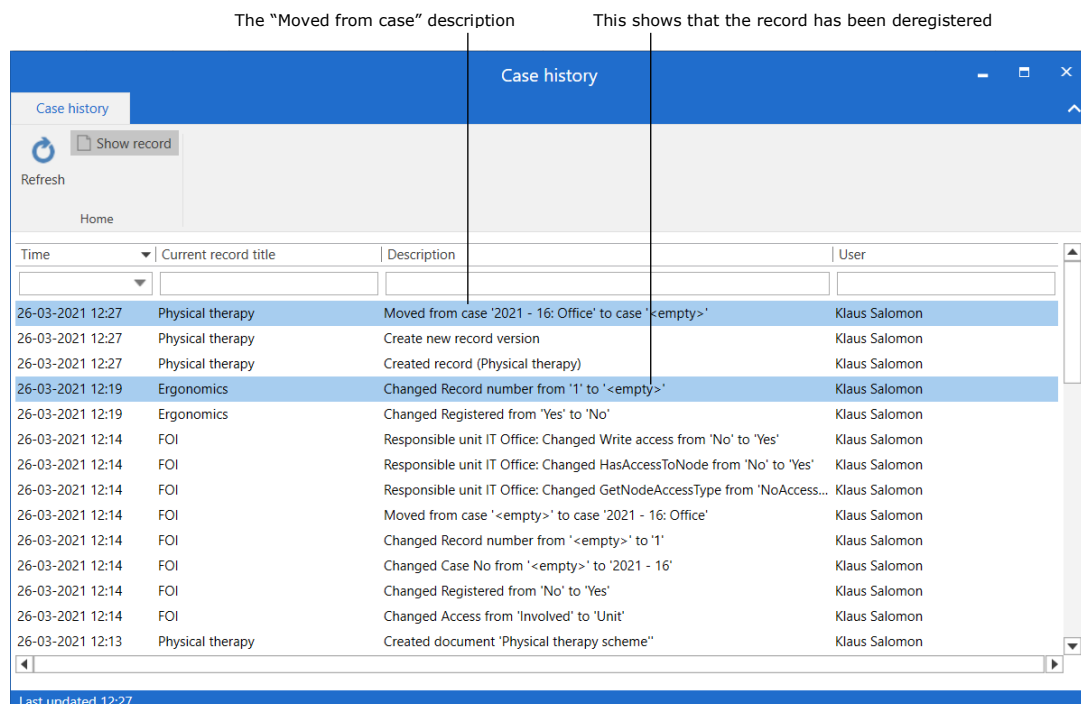 The “Moved from case” description This shows that the record has been deregistered
Case history
Case history
Show record
Refresh
Home
Time Current record title Description User
26-03-2021 12:27 Physical therapy Moved from case '2021 - 16: Office' to case '<empty>' Klaus Salomon
26-03-2021 12:27 Physical therapy Create new record version Klaus Salomon
26-03-2021 12:27 Physical therapy Created record (Physical therapy) Klaus Salomon
26-03-2021 12:19 Ergonomics Changed Record number from '1' to '<empty>' Klaus Salomon
26-03-2021 12:19 Ergonomics Changed Registered from 'Yes' to 'No' Klaus Salomon
26-03-2021 12:14 FOI Responsible unit IT Office: Changed Write access from 'No' to 'Yes' Klaus Salomon
26-03-2021 12:14 FOI Responsible unit IT Office: Changed HasAccessToNode from 'No' to 'Yes' Klaus Salomon
26-03-2021 12:14 FOI Responsible unit IT Office: Changed GetNodeAccessType from 'NoAccess... Klaus Salomon
26-03-2021 12:14 FOI Moved from case '<empty>' to case '2021 - 16: Office' Klaus Salomon
26-03-2021 12:14 FOI Changed Record number from '<empty>' to '1' Klaus Salomon
26-03-2021 12:14 FOI Changed Case No from '<empty>' to '2021 - 16' Klaus Salomon
26-03-2021 12:14 FOI Changed Registered from 'No' to 'Yes' Klaus Salomon
26-03-2021 12:14 FOI Changed Access from 'Involved' to 'Unit' Klaus Salomon
26-03-2021 12:13 Physical therapy Created document 'Physical therapy scheme'' Klaus Salomon
Last updated 12:27